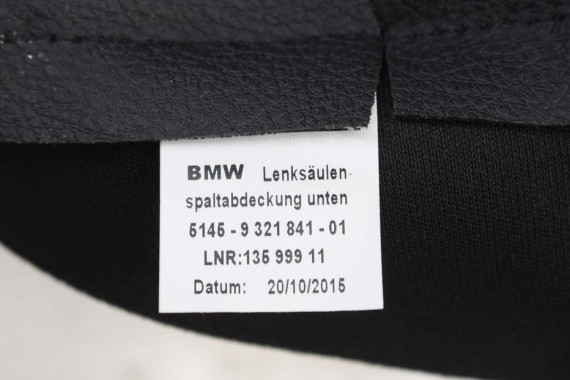 BMW Lenksäulen-
spaltabdeckung unten
5145 - 9 321 841 - 01
LNR:135 999 11
Datum: 20/10/2015